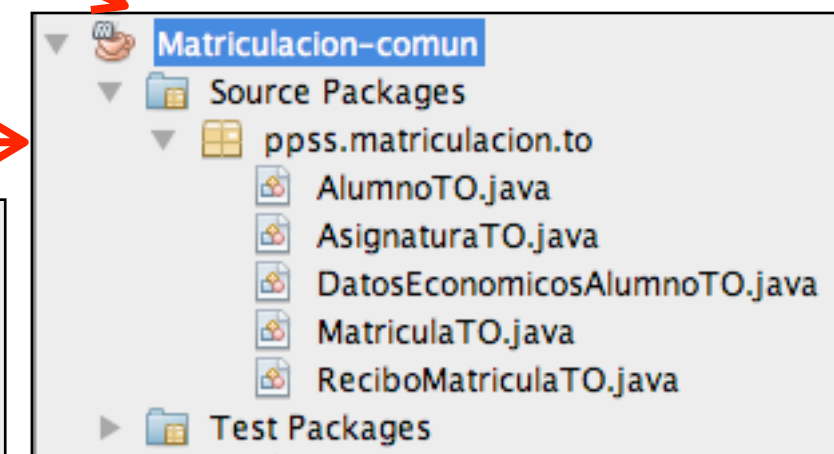 Matriculacion-comun
Source Packages
ppss.matriculacion.to
AlumnoTO.java
AsignaturaTO.java
DatosEconomicosAlumnoTO.java
MatriculaTO.java
ReciboMatriculaTO.java
Test Packages